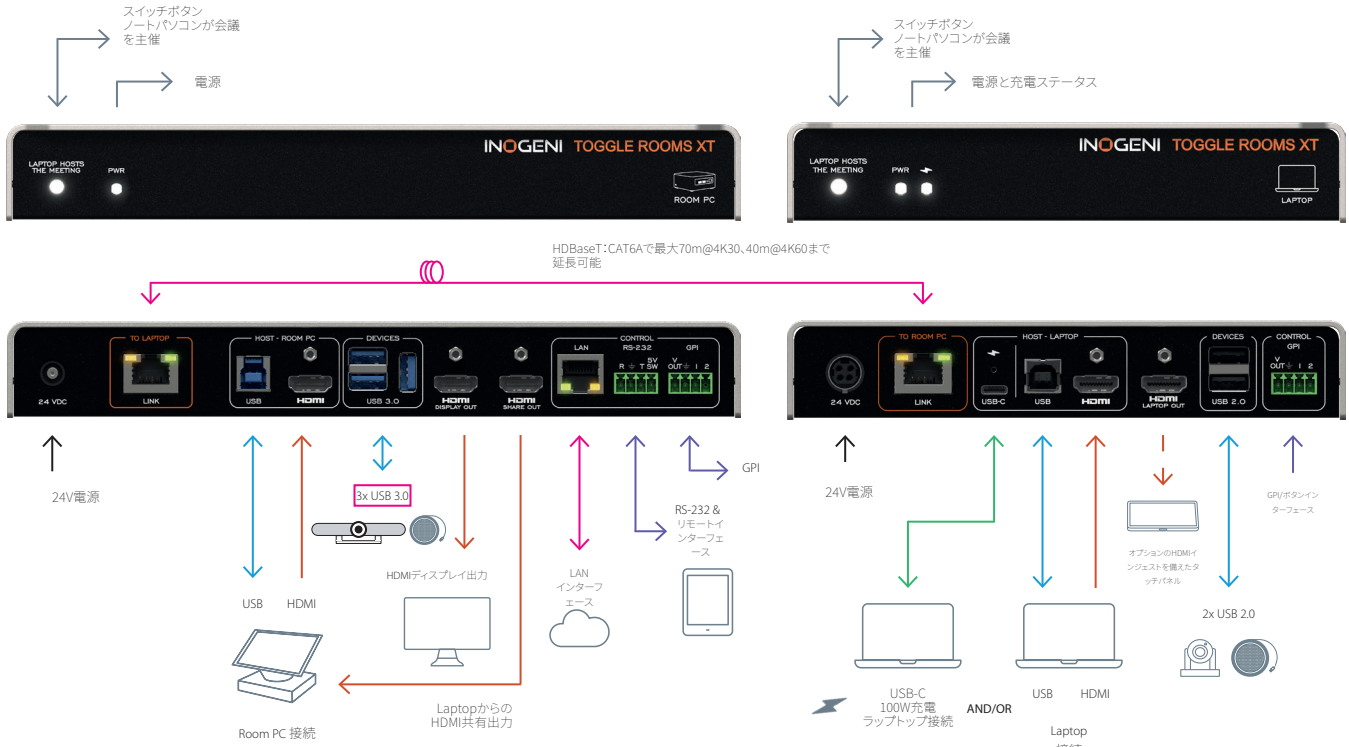 スイッチボタン
ノートパソコンが会議
を主催
電源
スイッチボタン
ノートパソコンが会議
を主催
電源と充電ステータス
LAPTOP HOSTS
THE MEETING
PWR
INOGENI TOGGLE ROOMS XT
ROOM PC
LAPTOP HOSTS
THE MEETING
PWR
INOGENI TOGGLE ROOMS XT
LAPTOP
HDBaseT：CAT6Aで最大70m@4K30、40m@4K60まで
延長可能
24 VDC
TO LAPTOP
LINK
HOST - ROOM PC
USB
HDMI
DEVICES
USB 3.0
HDMI
DISPLAY OUT
HDMI
SHARE OUT
CONTROL
LAN
RS-232
5V
R ⏚ T SW
GPI
V
OUT ⏚ 1 2
24 VDC
TO ROOM PC
LINK
HOST - LAPTOP
USB-C
USB
HDMI
HDMI
LAPTOP OUT
DEVICES
USB 2.0
CONTROL
GPI
V
OUT ⏚ 1 2
24V電源
USB
HDMI
Room PC 接続
3x USB 3.0
HDMIディスプレイ出力
Laptopからの
HDMI共有出力
LAN
インターフ
ェース
RS-232 &
リモートイ
ンターフェ
ース
GPI
24V電源
USB-C
100W充電
ラップトップ接続
AND/OR
USB
HDMI
Laptop
接続
オプションのHDMIイ
ンジェストを備えたタ
ッチパネル
2x USB 2.0
GPI/ボタンイン
ターフェース